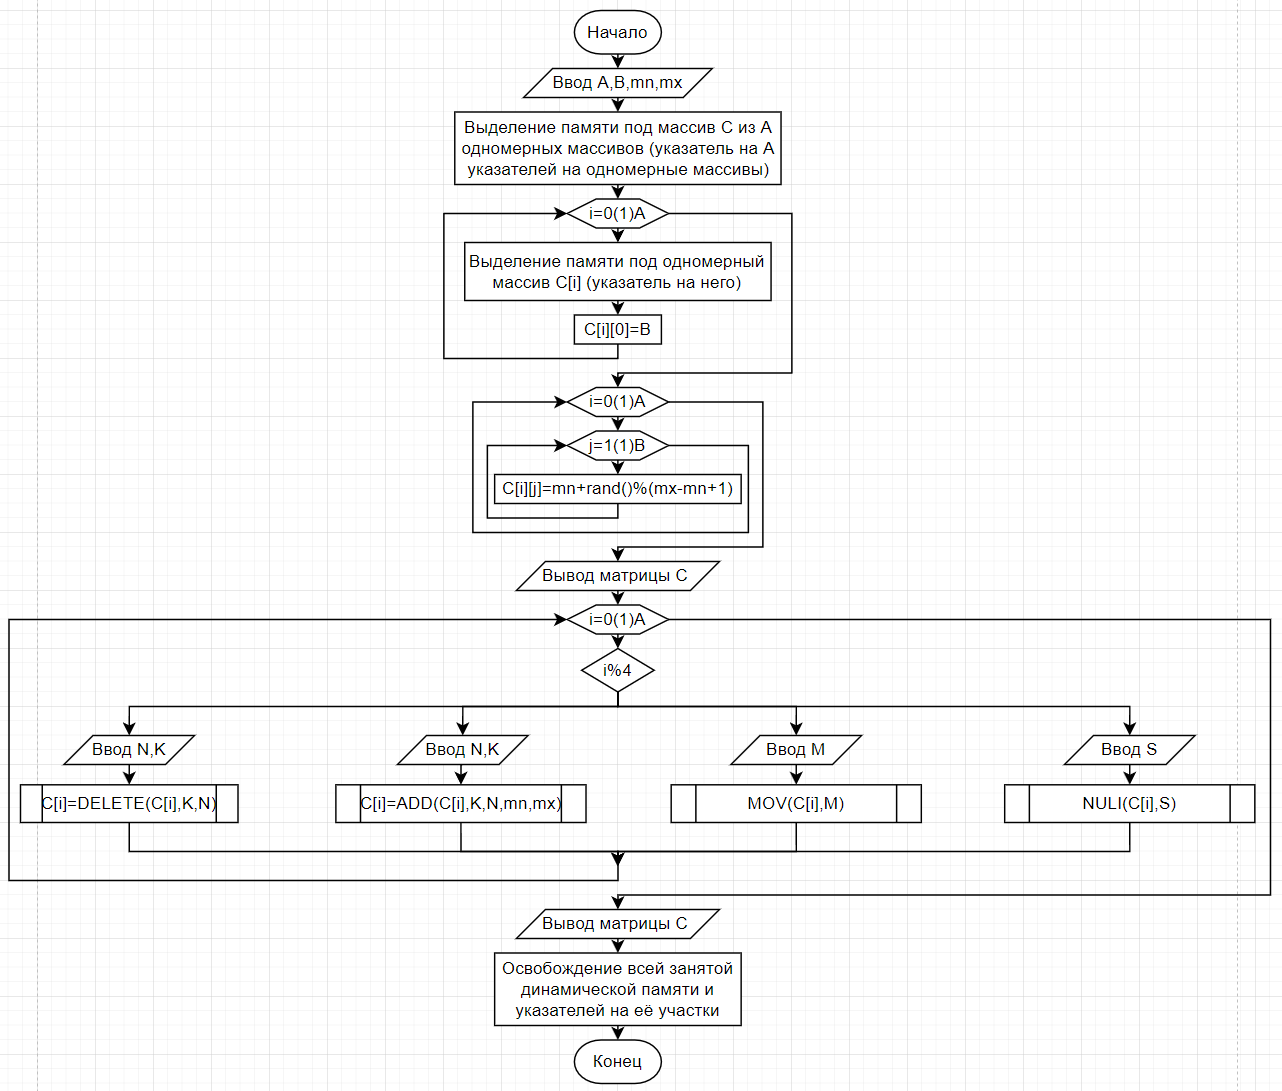 Начало
Ввод A,B,mn,mx
Выделение памяти под массив C из A
одномерных массивов (указатель на A
указателей на одномерные массивы)
i=0(1)A
Выделение памяти под одномерный
массив C[i] (указатель на него)
C[i][0]=B
i=0(1)A
j=1(1)B
C[i][j]=mn+rand()%(mx-mn+1)
Вывод матрицы C
i=0(1)A
i%4
Ввод N,K
Ввод N,K
Ввод M
Ввод S
C[i]=DELETE(C[i],K,N)
C[i]=ADD(C[i],K,N,mn,mx)
MOV(C[i],M)
NULI(C[i],S)
Вывод матрицы C
Освобождение всей занятой
динамической памяти и
указателей на её участки
Конец